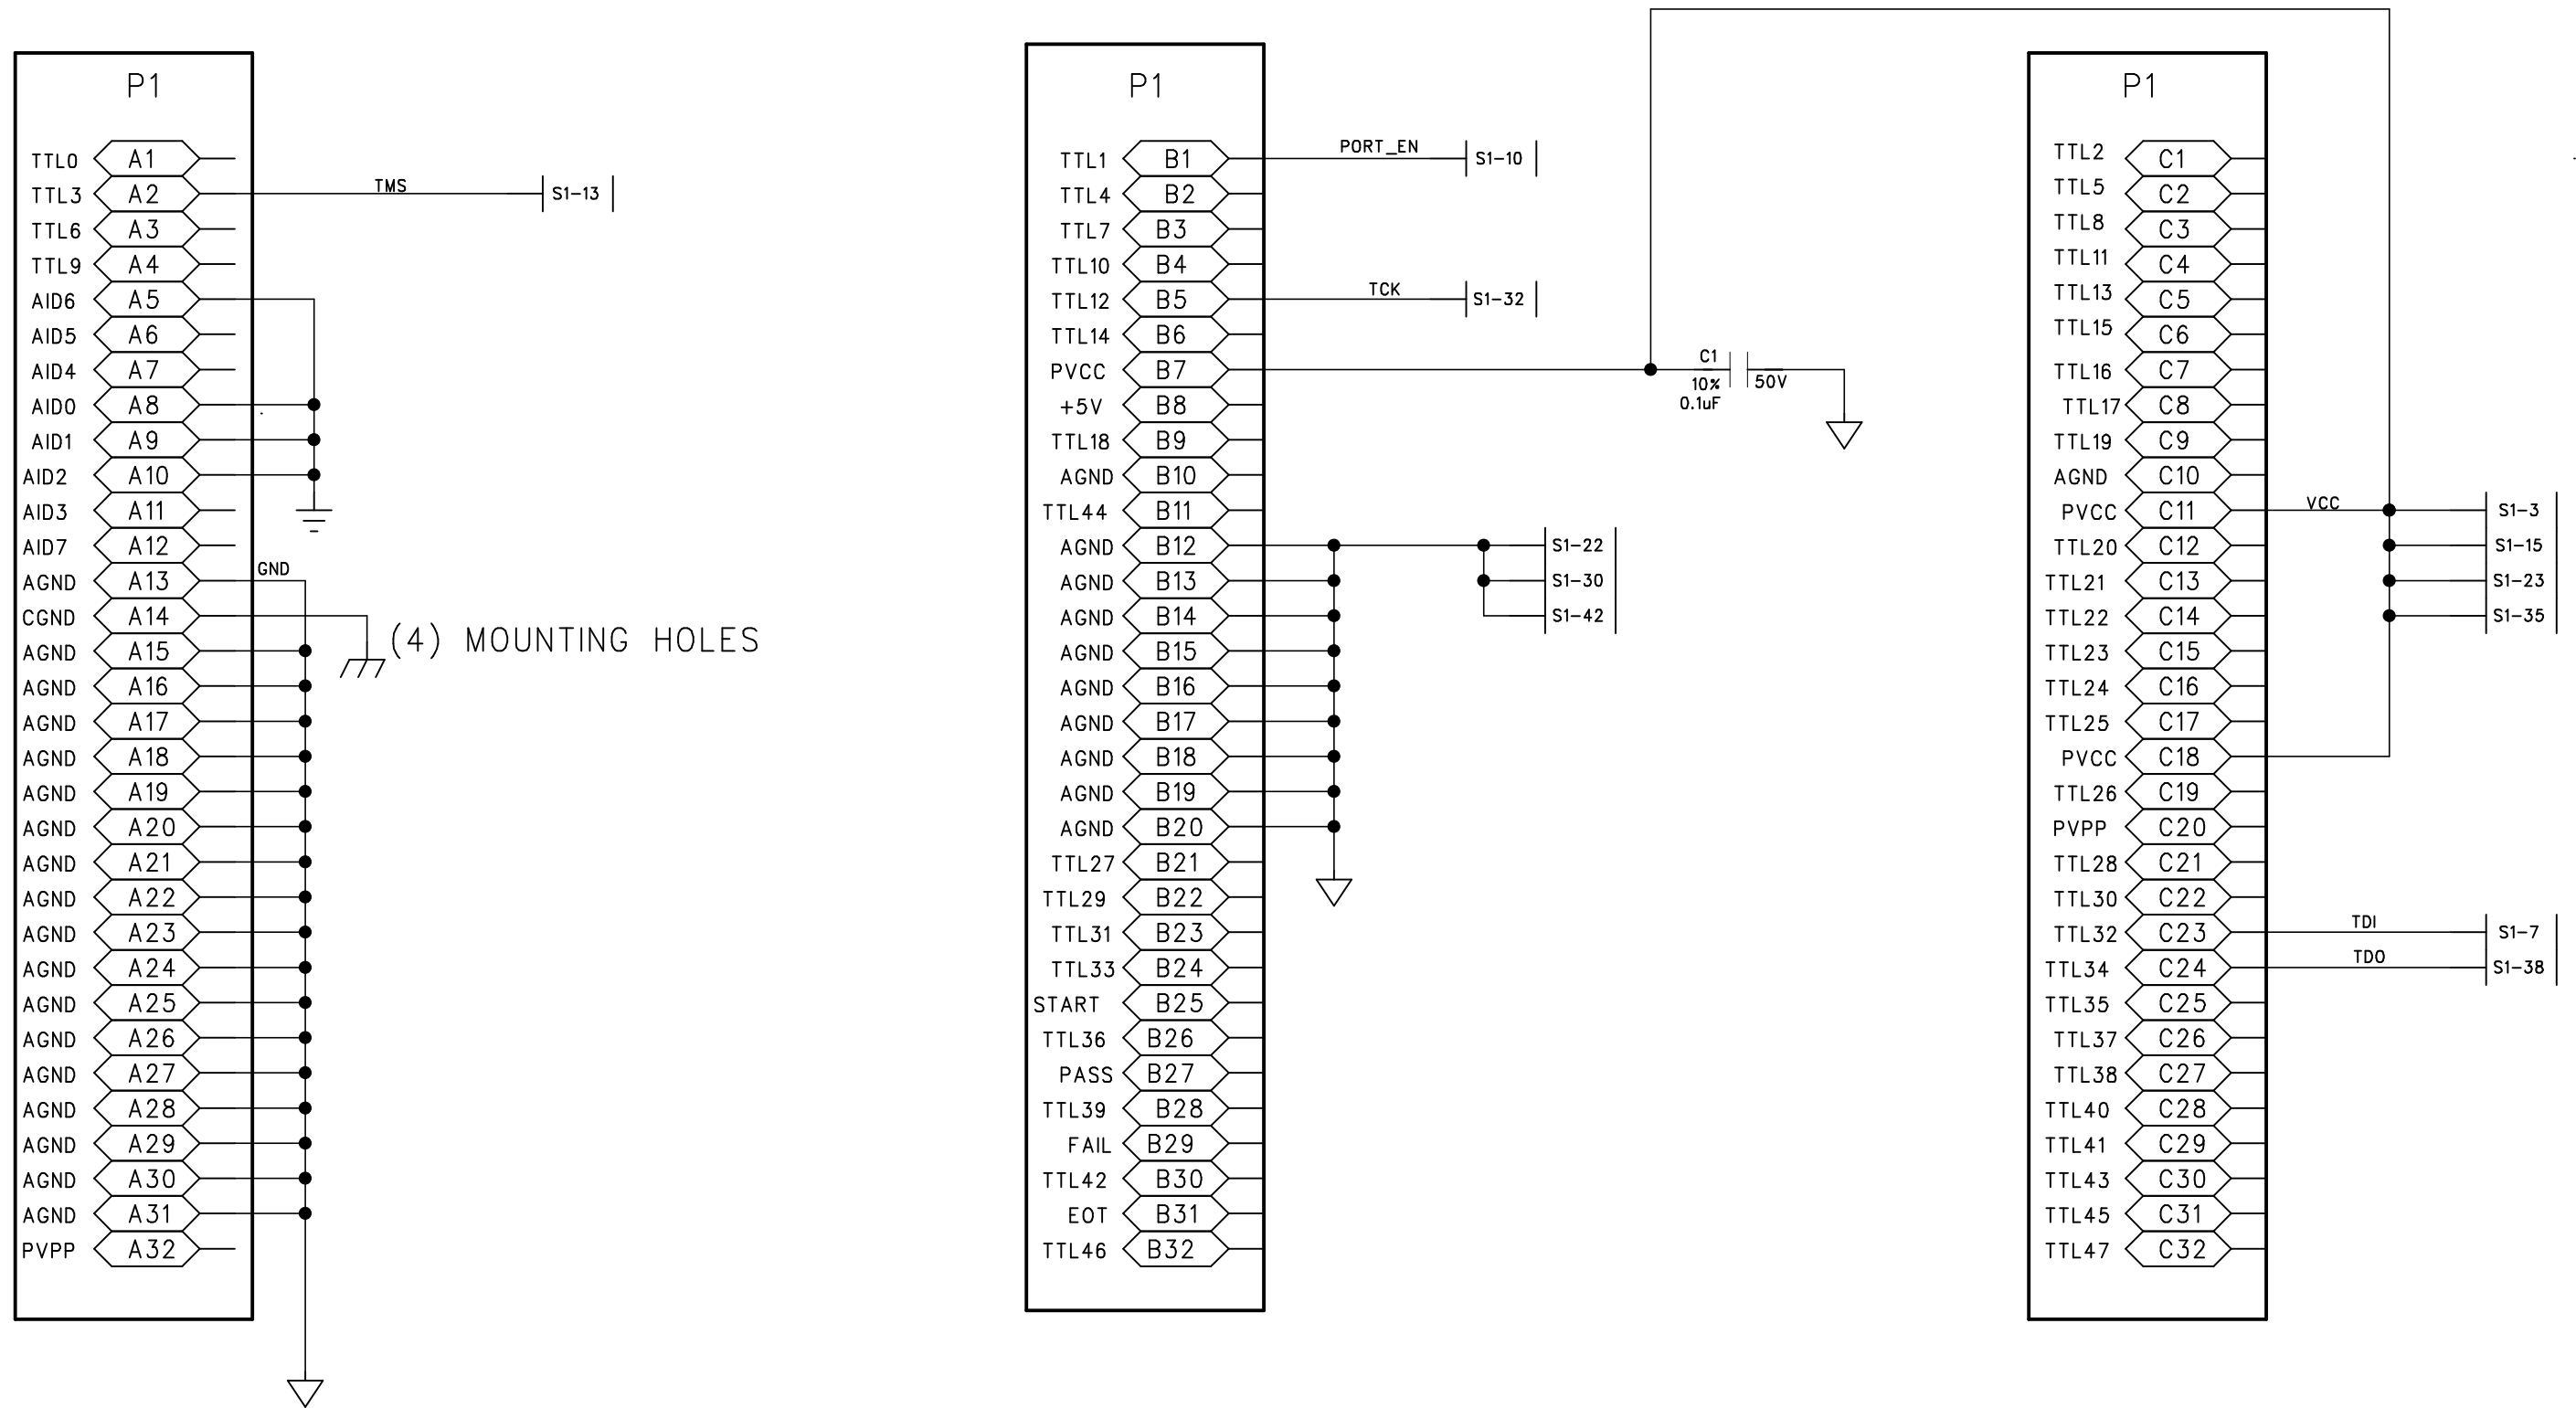 P1
TTL0 A1
TTL3 A2 TMS S1-13
TTL6 A3
TTL9 A4
AID6 A5
AID5 A6
AID4 A7
AID0 A8
AID1 A9
AID2 A10
AID3 A11
AID7 A12
AGND A13 GND
CGND A14 (4) MOUNTING HOLES
AGND A15
AGND A16
AGND A17
AGND A18
AGND A19
AGND A20
AGND A21
AGND A22
AGND A23
AGND A24
AGND A25
AGND A26
AGND A27
AGND A28
AGND A29
AGND A30
AGND A31
PVPP A32
P1
TTL1 B1 PORT_EN S1-10
TTL4 B2
TTL7 B3
TTL10 B4
TTL12 B5 TCK S1-32
TTL14 B6
PVCC B7 C1
10% 50V
0.1uF
+5V B8
TTL18 B9
AGND B10
TTL44 B11
AGND B12 S1-22
AGND B13 S1-30
AGND B14 S1-42
AGND B15
AGND B16
AGND B17
AGND B18
AGND B19
AGND B20
TTL27 B21
TTL29 B22
TTL31 B23
TTL33 B24
START B25
TTL36 B26
PASS B27
TTL39 B28
FAIL B29
TTL42 B30
EOT B31
TTL46 B32
P1
TTL2 C1
TTL5 C2
TTL8 C3
TTL11 C4
TTL13 C5
TTL15 C6
TTL16 C7
TTL17 C8
TTL19 C9
AGND C10
PVCC C11 VCC S1-3
TTL20 C12 S1-15
TTL21 C13 S1-23
TTL22 C14 S1-35
TTL23 C15
TTL24 C16
TTL25 C17
PVCC C18
TTL26 C19
PVPP C20
TTL28 C21
TTL30 C22
TTL32 C23 TDI S1-7
TTL34 C24 TDO S1-38
TTL35 C25
TTL37 C26
TTL38 C27
TTL40 C28
TTL41 C29
TTL43 C30
TTL45 C31
TTL47 C32